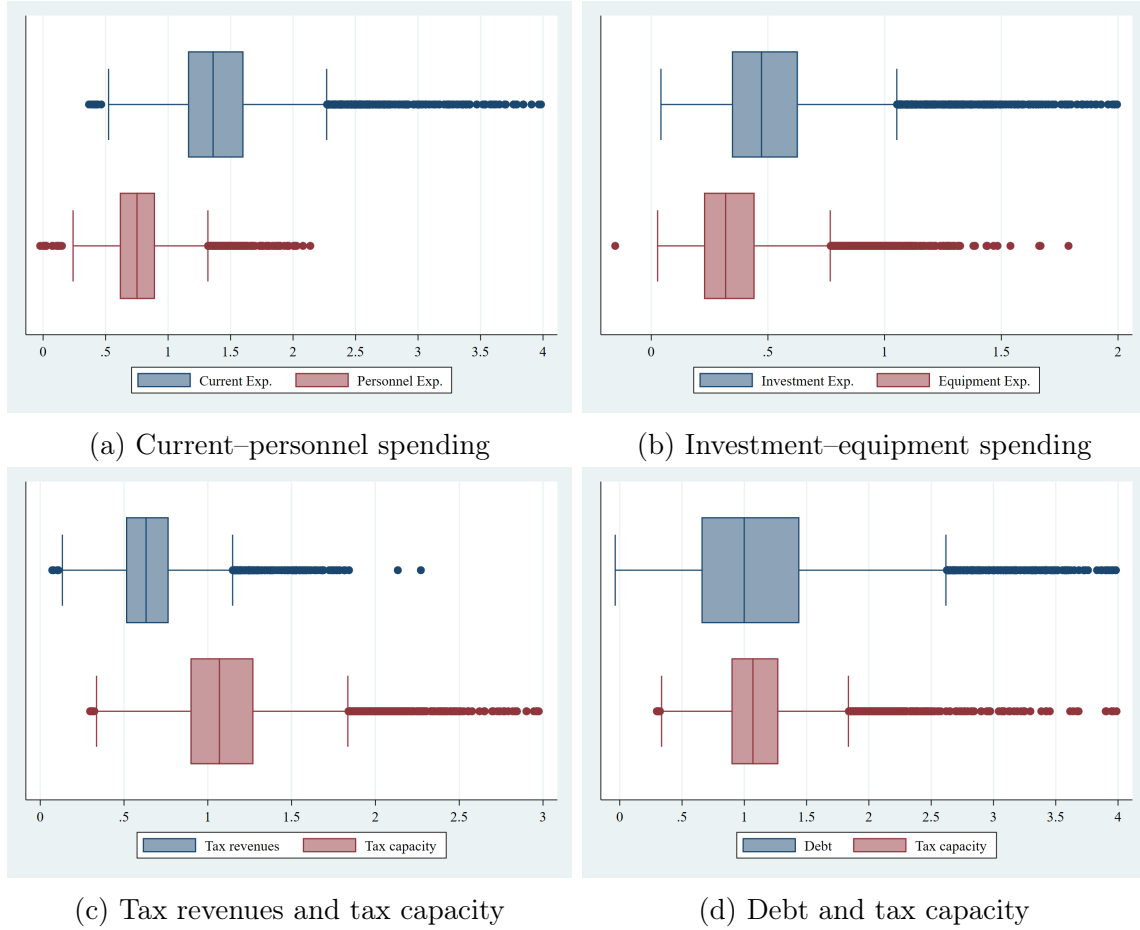 0 .5 1 1.5 2 2.5 3 3.5 4
Current Exp. Personnel Exp.
(a) Current–personnel spending
0 .5 1 1.5 2
Investment Exp. Equipment Exp.
(b) Investment–equipment spending
0 .5 1 1.5 2 2.5 3
Tax revenues Tax capacity
(c) Tax revenues and tax capacity
0 .5 1 1.5 2 2.5 3 3.5 4
Debt Tax capacity
(d) Debt and tax capacity